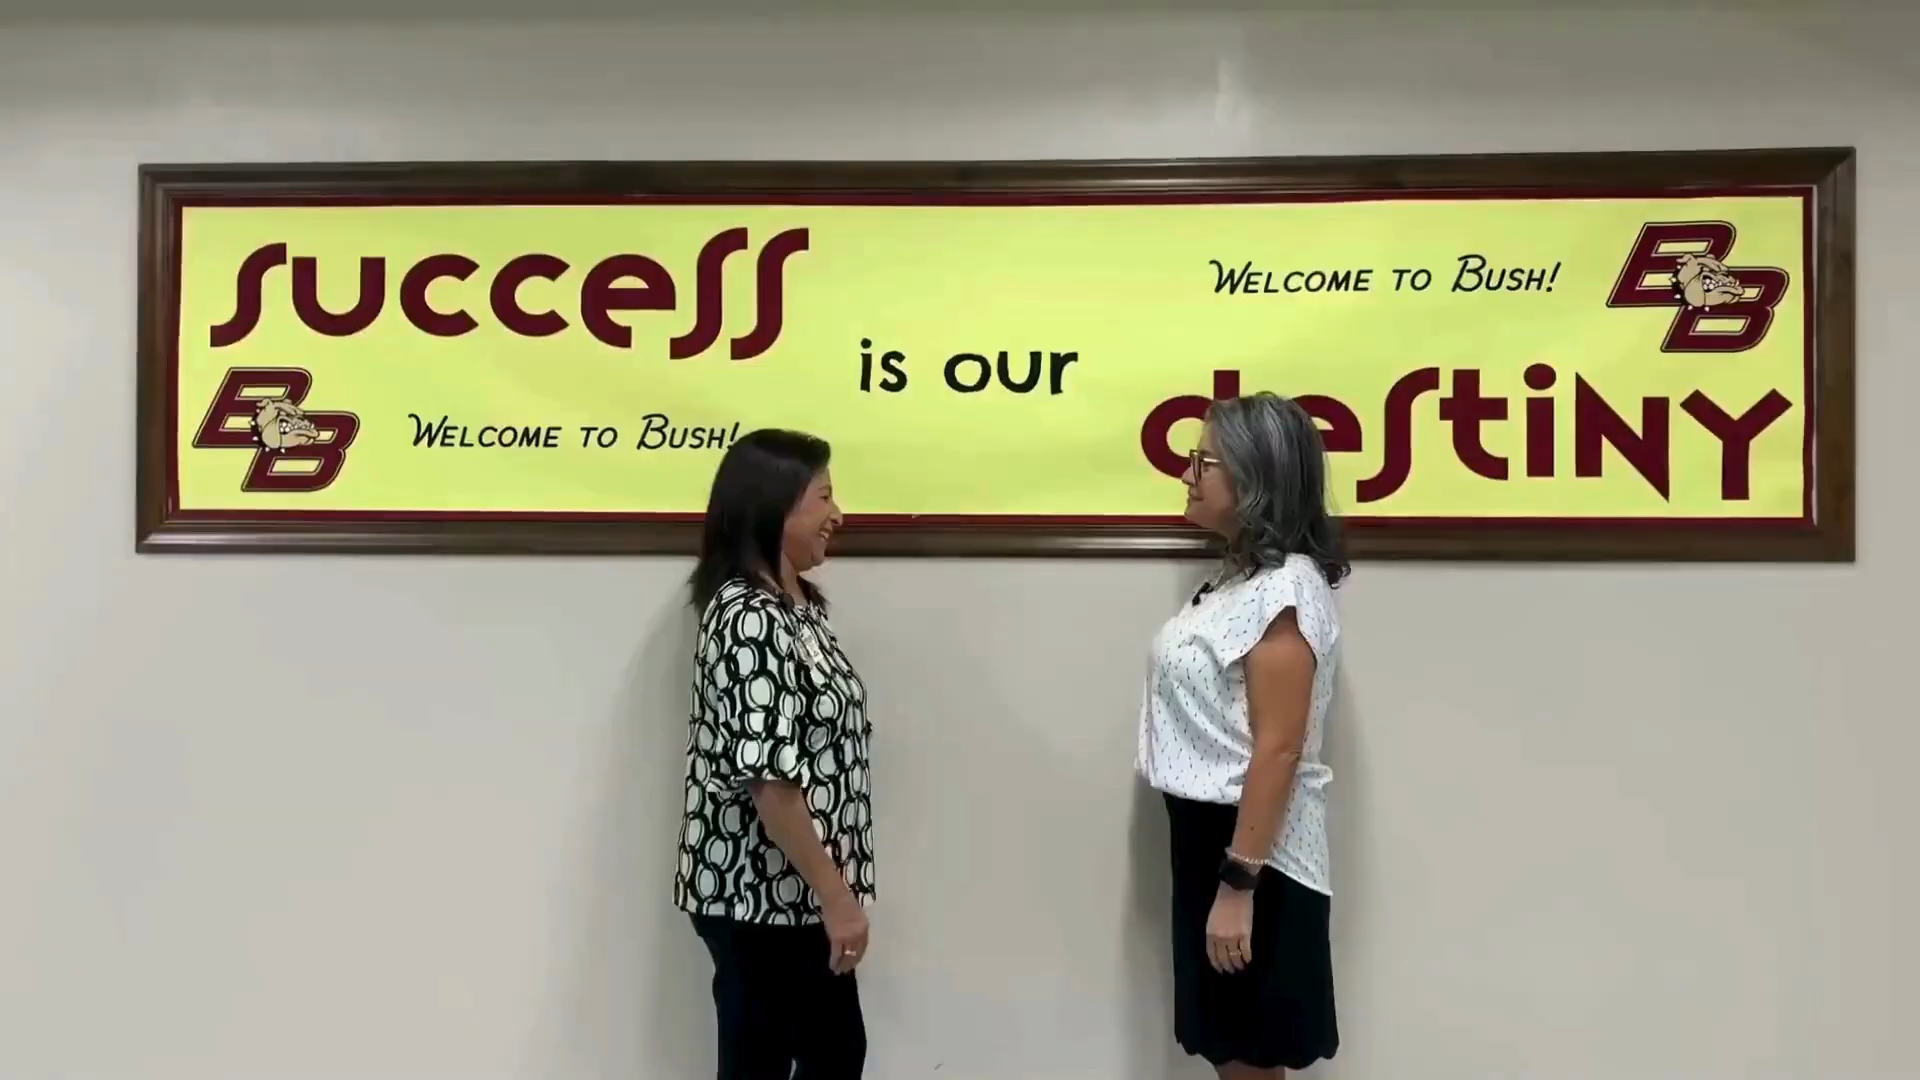 success
is our
destiNY
WELCOME TO BUSH!
WELCOME TO BUSH!
BB
BB